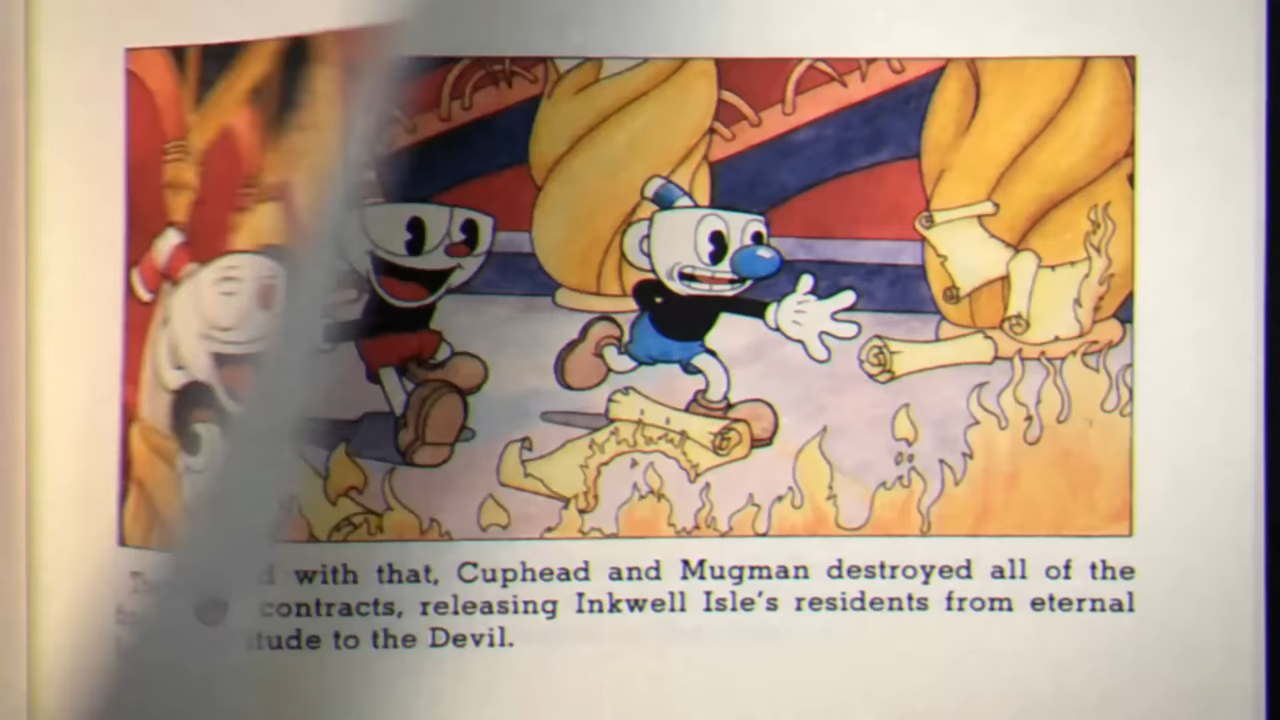 with that, Cuphead and Mugman destroyed all of the
contracts, releasing Inkwell Isle's residents from eternal
to the Devil.